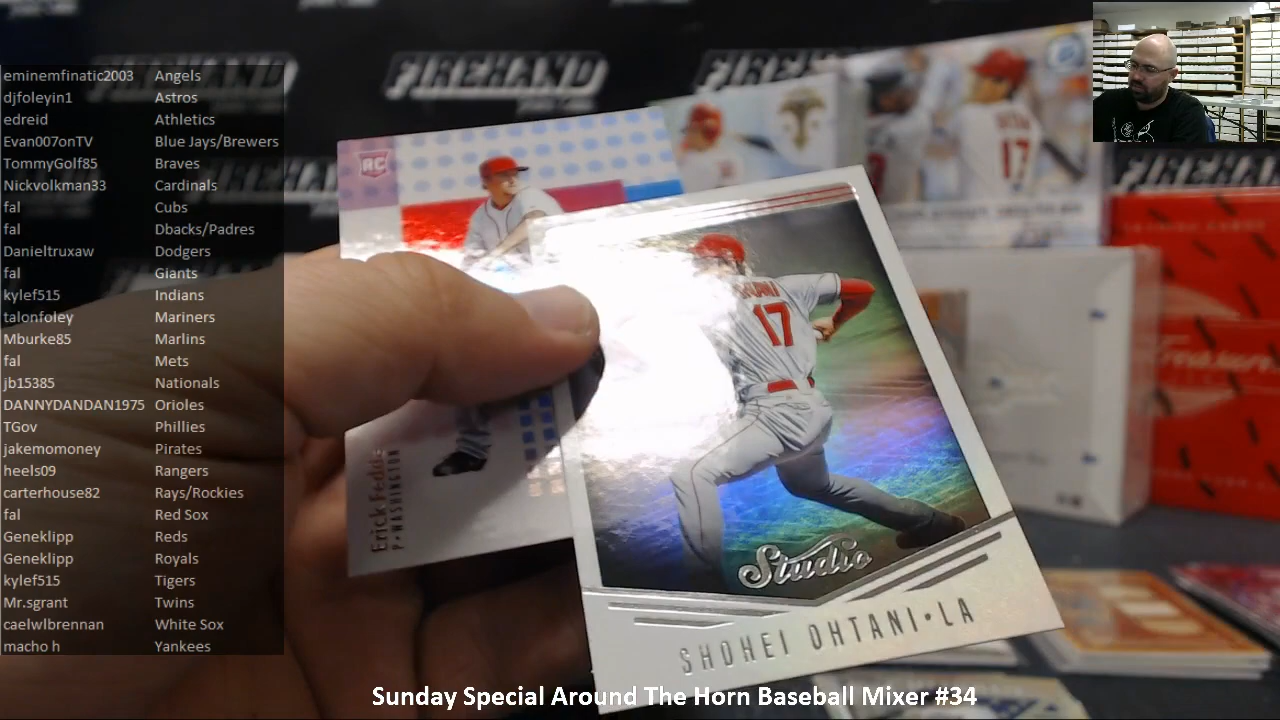 eminemfinatic2003 Angels
djfoleyin1 Astros
edreid Athletics
Evan007onTV Blue Jays/Brewers
TommyGolf85 Braves
Nickvolkman33 Cardinals
fal Cubs
fal Dbacks/Padres
Danieltruxaw Dodgers
fal Giants
kylef515 Indians
talonfoley Mariners
Mburke85 Marlins
fal Mets
jb15385 Nationals
DANNYDANDAN1975 Orioles
TGov Phillies
jakemomoney Pirates
heels09 Rangers
carterhouse82 Rays/Rockies
fal Red Sox
Geneklipp Reds
Geneklipp Royals
kylef515 Tigers
Mr.sgrant Twins
caelwlbrennan White Sox
macho h Yankees
FIREHAND
FIREHAND
FIREHAND
RC
17
17
Erick Fedde
P • WASHINGTON
Studio
SHOHEI OHTANI • LA
Treasures
Sunday Special Around The Horn Baseball Mixer #34